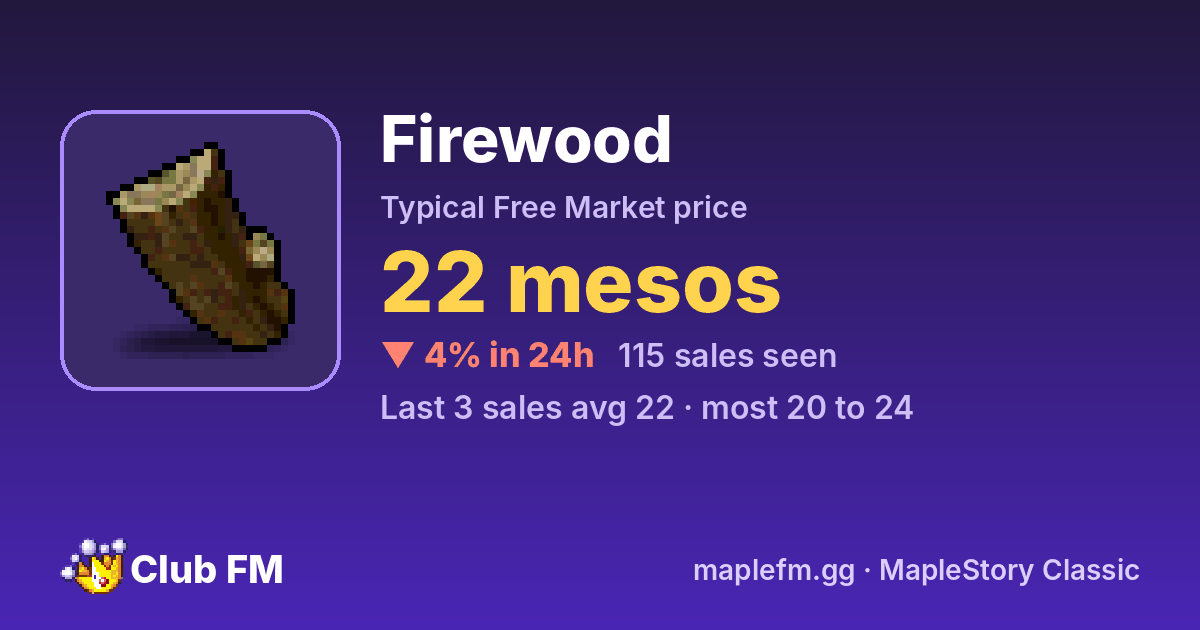 Firewood
Typical Free Market price
22 mesos
▼ 4% in 24h 115 sales seen
Last 3 sales avg 22 · most 20 to 24
Club FM
maplefm.gg · MapleStory Classic